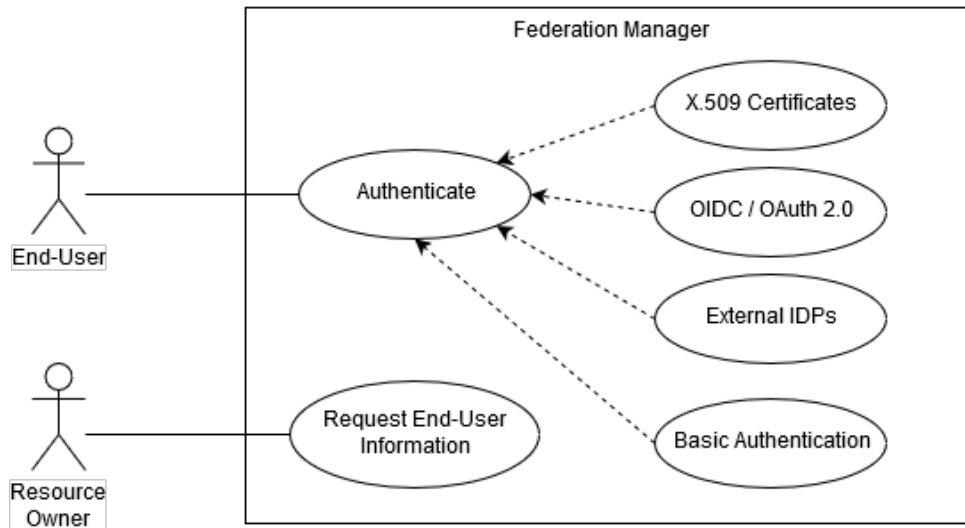 Federation Manager
X.509 Certificates
Authenticate
OIDC / OAuth 2.0
End-User
External IDPs
Request End-User
Information
Basic Authentication
Resource
Owner